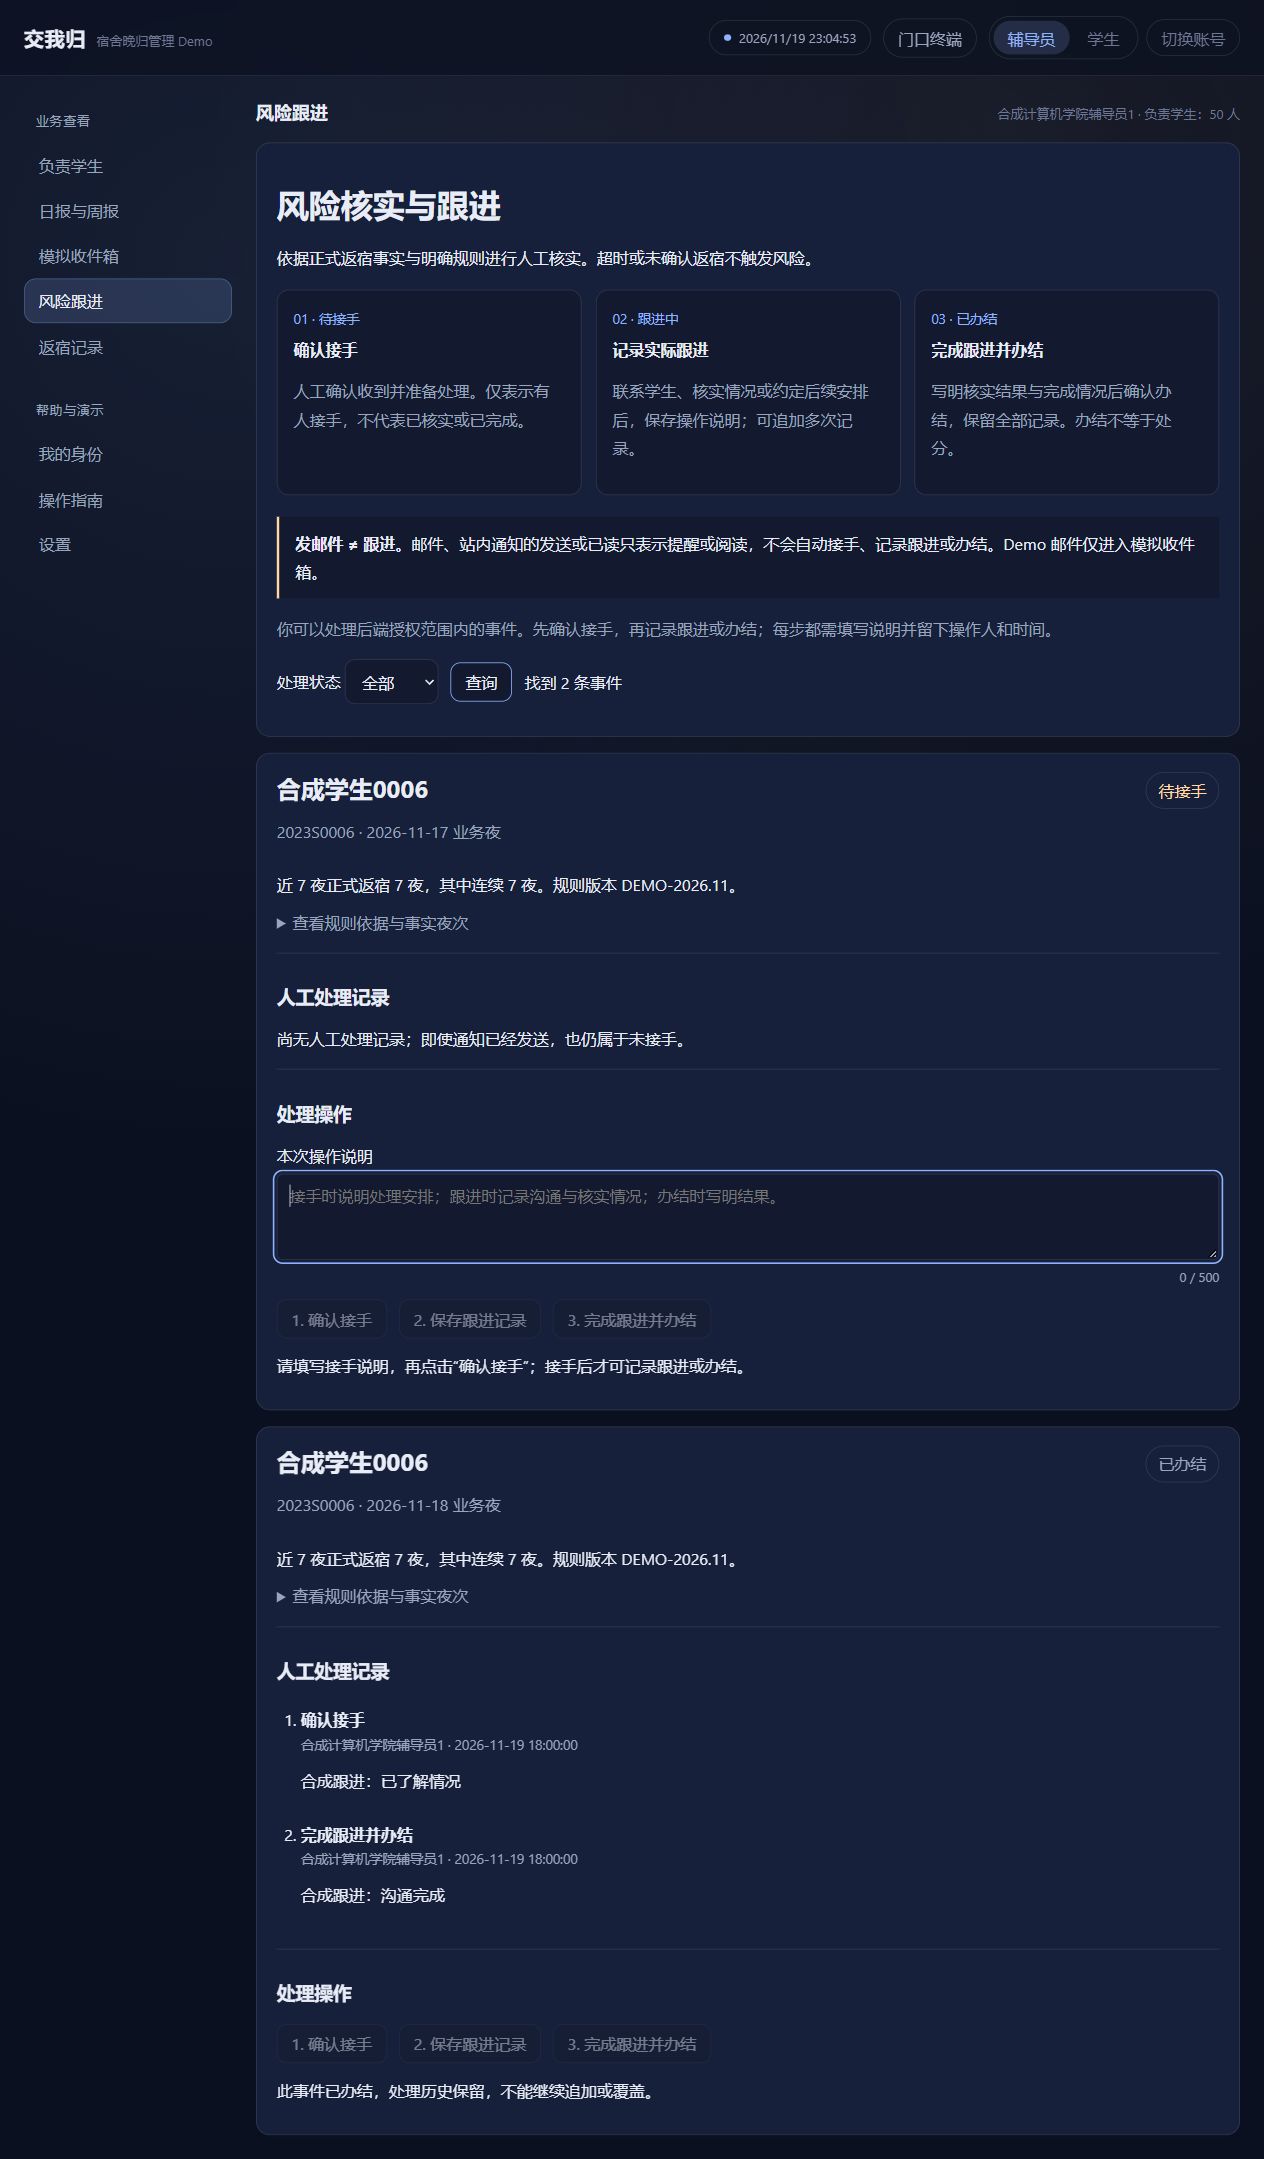 交我归 宿舍晚归管理 Demo
2026/11/19 23:04:53
门口终端
辅导员 学生
切换账号
业务查看
负责学生
日报与周报
模拟收件箱
风险跟进
返宿记录
帮助与演示
我的身份
操作指南
设置
风险跟进
合成计算机学院辅导员1 · 负责学生：50 人
风险核实与跟进
依据正式返宿事实与明确规则进行人工核实。超时或未确认返宿不触发风险。
01 · 待接手
确认接手
人工确认收到并准备处理。仅表示有
人接手，不代表已核实或已完成。
02 · 跟进中
记录实际跟进
联系学生、核实情况或约定后续安排
后，保存操作说明；可追加多次记
录。
03 · 已办结
完成跟进并办结
写明核实结果与完成情况后确认办
结，保留全部记录。办结不等于处
分。
发邮件 ≠ 跟进。邮件、站内通知的发送或已读只表示提醒或阅读，不会自动接手、记录跟进或办结。Demo 邮件仅进入模拟收件
箱。
你可以处理后端授权范围内的事件。先确认接手，再记录跟进或办结；每步都需填写说明并留下操作人和时间。
处理状态 全部 查询 找到 2 条事件
合成学生0006
待接手
2023S0006 · 2026-11-17 业务夜
近 7 夜正式返宿 7 夜，其中连续 7 夜。规则版本 DEMO-2026.11。
▶ 查看规则依据与事实夜次
人工处理记录
尚无人工处理记录；即使通知已经发送，也仍属于未接手。
处理操作
本次操作说明
接手时说明处理安排；跟进时记录沟通与核实情况；办结时写明结果。
0 / 500
1. 确认接手 2. 保存跟进记录 3. 完成跟进并办结
请填写接手说明，再点击“确认接手”；接手后才可记录跟进或办结。
合成学生0006
已办结
2023S0006 · 2026-11-18 业务夜
近 7 夜正式返宿 7 夜，其中连续 7 夜。规则版本 DEMO-2026.11。
▶ 查看规则依据与事实夜次
人工处理记录
1. 确认接手
合成计算机学院辅导员1 · 2026-11-19 18:00:00
合成跟进：已了解情况
2. 完成跟进并办结
合成计算机学院辅导员1 · 2026-11-19 18:00:00
合成跟进：沟通完成
处理操作
1. 确认接手 2. 保存跟进记录 3. 完成跟进并办结
此事件已办结，处理历史保留，不能继续追加或覆盖。